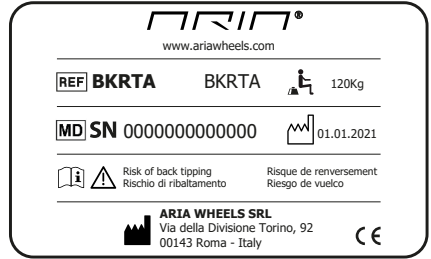 ARIA®
www.ariawheels.com
REF BKRTA BKRTA 120Kg
MD SN 0000000000000 01.01.2021
Risk of back tipping Risque de renversement
Rischio di ribaltamento Riesgo de vuelco
ARIA WHEELS SRL
Via della Divisione Torino, 92
00143 Roma - Italy
CE